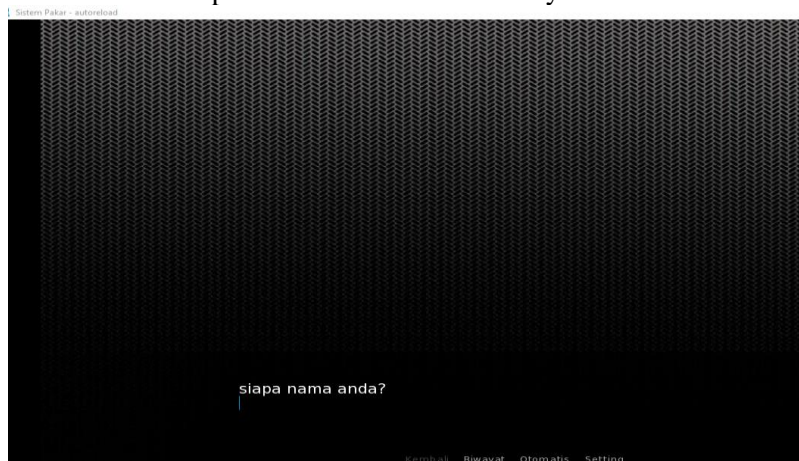 Sistem Pakar - autoreload
siapa nama anda?
Kembali Riwayat Otomatis Setting